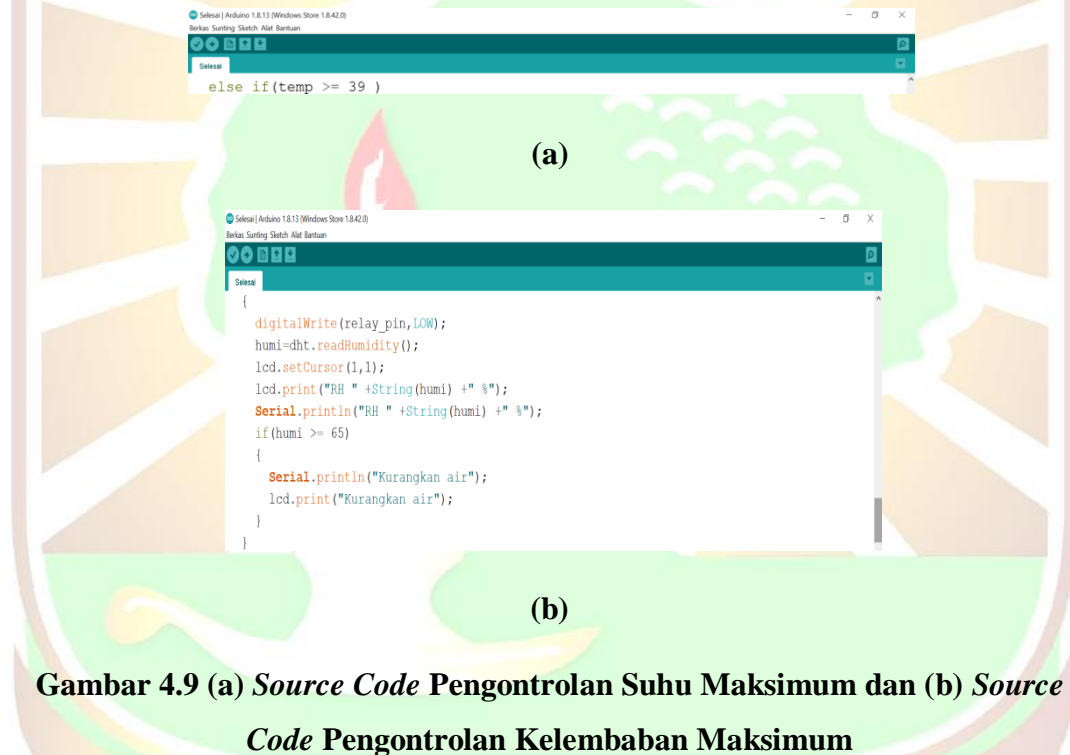 Selesai | Arduino 1.8.13 (Windows Store 1.8.42.0)
Berkas Sunting Sketch Alat Bantuan
Selesai
else if(temp >= 39 )
(a)
Selesai | Arduino 1.8.13 (Windows Store 1.8.42.0)
Berkas Sunting Sketch Alat Bantuan
Selesai
{
digitalWrite(relay_pin,LOW);
humi=dht.readHumidity();
lcd.setCursor(1,1);
lcd.print("RH " +String(humi) +" %");
Serial.println("RH " +String(humi) +" %");
if(humi >= 65)
{
Serial.println("Kurangkan air");
lcd.print("Kurangkan air");
}
}
(b)
Gambar 4.9 (a) Source Code Pengontrolan Suhu Maksimum dan (b) Source
Code Pengontrolan Kelembaban Maksimum